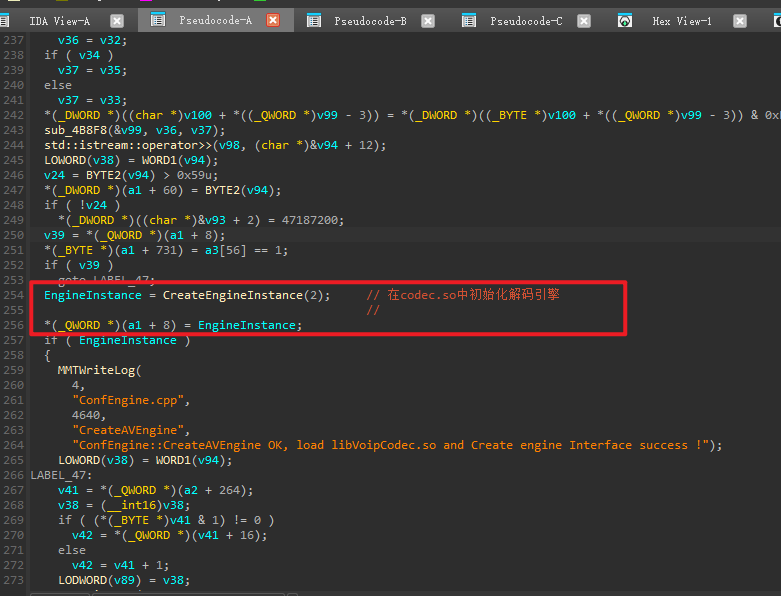 IDA View-A Pseudocode-A Pseudocode-B Pseudocode-C Hex View-1
237 v36 = v32;
238 if ( v34 )
239 v37 = v35;
240 else
241 v37 = v33;
242 *(_DWORD *)((char *)v100 + *((_QWORD *)v99 - 3)) = *(_DWORD *)((_BYTE *)v100 + *((_QWORD *)v99 - 3)) &
243 sub_4B8F8(&v99, v36, v37);
244 std::istream::operator>>(v98, (char *)&v94 + 12);
245 LOWORD(v38) = WORD1(v94);
246 v24 = BYTE2(v94) > 0x59u;
247 *(_DWORD *)(a1 + 60) = BYTE2(v94);
248 if ( !v24 )
249 *(_DWORD *)((char *)&v93 + 2) = 47187200;
250 v39 = *(_QWORD *)(a1 + 8);
251 *(_BYTE *)(a1 + 731) = a3[56] == 1;
252 if ( v39 )
253 goto LABEL_47;
254 EngineInstance = CreateEngineInstance(2); // 在codec.so中初始化解码引擎
255 //
256 *(_QWORD *)(a1 + 8) = EngineInstance;
257 if ( EngineInstance )
258 {
259 MMTWriteLog(
260 4,
261 "ConfEngine.cpp",
262 4640,
263 "CreateAVEngine",
264 "ConfEngine::CreateAVEngine OK, load libVoipCodec.so and Create engine Interface success !");
265 LOWORD(v38) = WORD1(v94);
266 LABEL_47:
267 v41 = *(_QWORD *)(a2 + 264);
268 v38 = (__int16)v38;
269 if ( (*(_BYTE *)v41 & 1) != 0 )
270 v42 = *(_QWORD *)(v41 + 16);
271 else
272 v42 = v41 + 1;
273 LODWORD(v89) = v38;